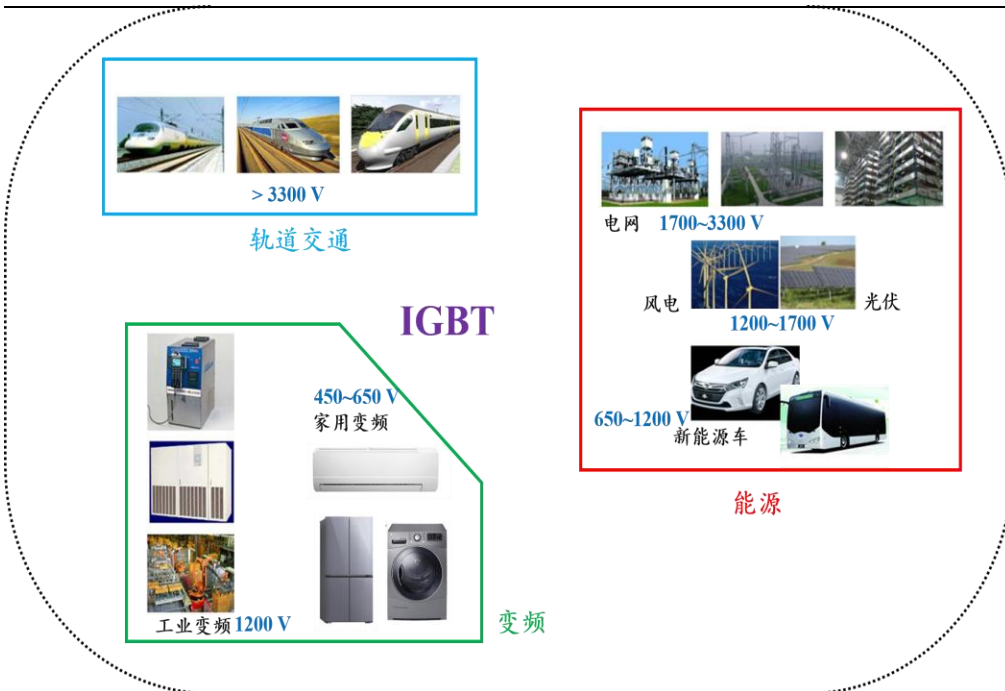 > 3300 V
轨道交通
电网 1700~3300 V
风电
光伏
1200~1700 V
650~1200 V
新能源车
能源
IGBT
450~650 V
家用变频
工业变频 1200 V
变频